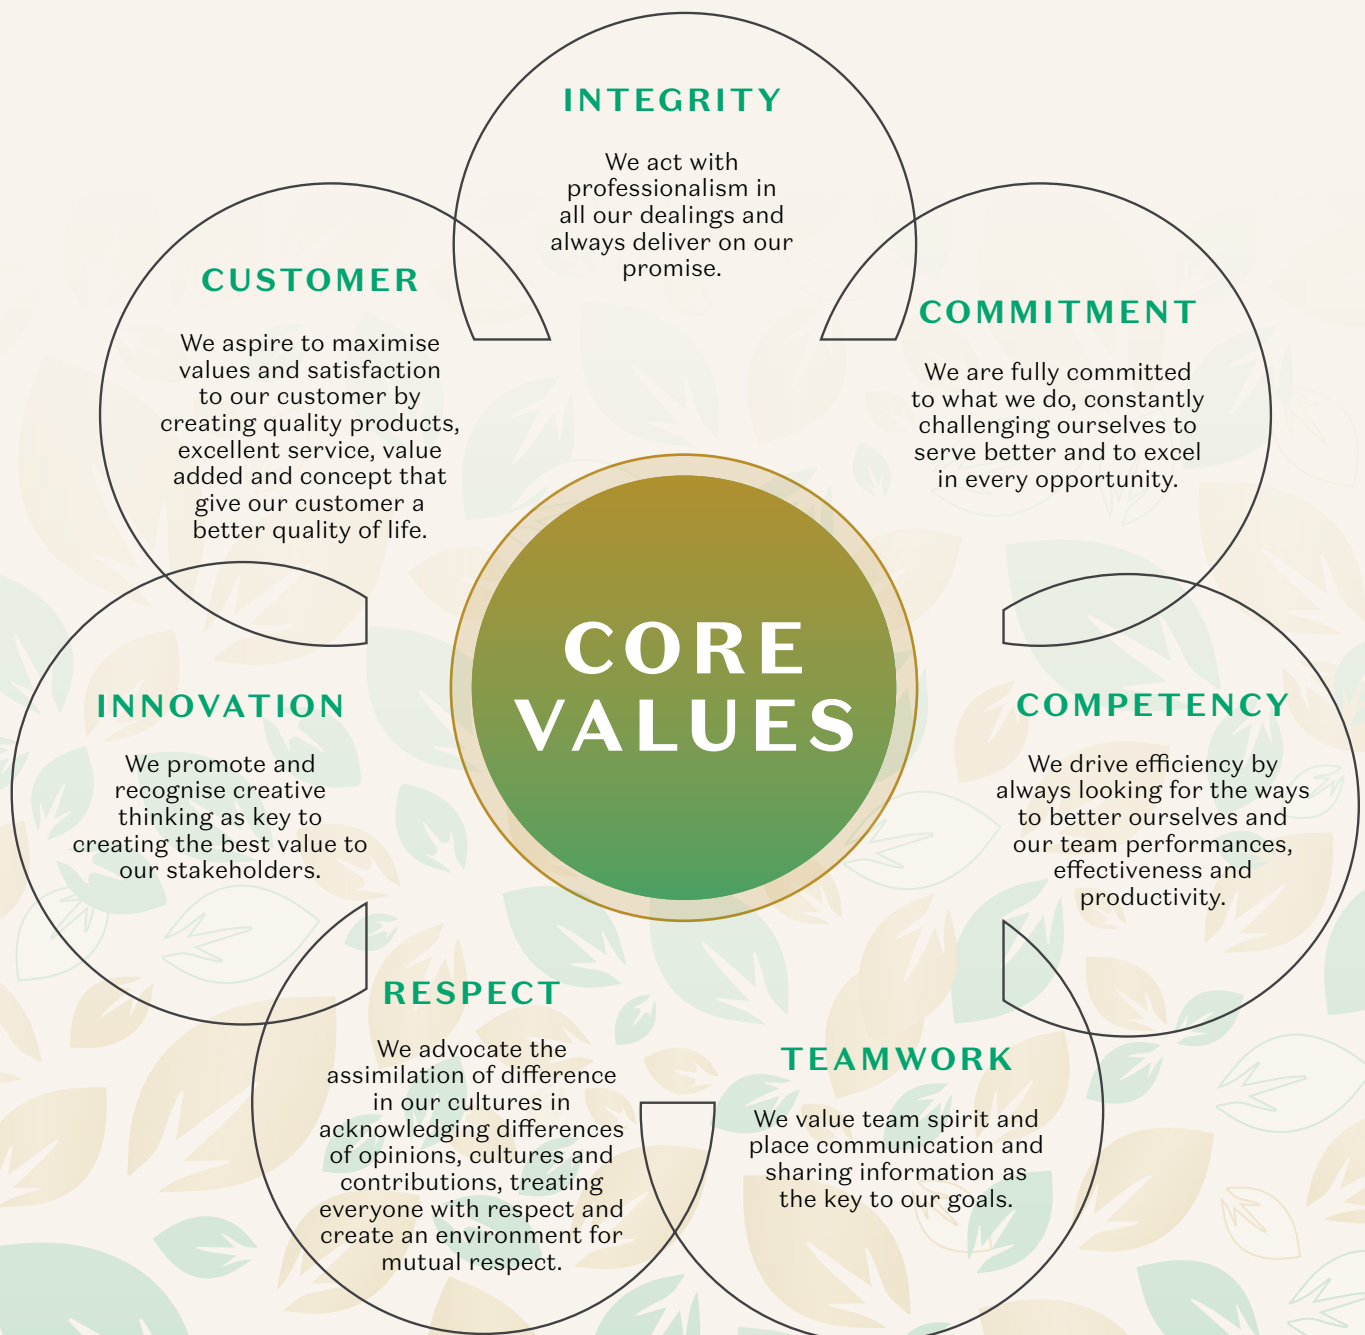 INTEGRITY
We act with
professionalism in
all our dealings and
always deliver on our
promise.
CUSTOMER
We aspire to maximise
values and satisfaction
to our customer by
creating quality products,
excellent service, value
added and concept that
give our customer a
better quality of life.
COMMITMENT
We are fully committed
to what we do, constantly
challenging ourselves to
serve better and to excel
in every opportunity.
CORE
VALUES
INNOVATION
We promote and
recognise creative
thinking as key to
creating the best value to
our stakeholders.
COMPETENCY
We drive efficiency by
always looking for the ways
to better ourselves and
our team performances,
effectiveness and
productivity.
RESPECT
We advocate the
assimilation of difference
in our cultures in
acknowledging differences
of opinions, cultures and
contributions, treating
everyone with respect and
create an environment for
mutual respect.
TEAMWORK
We value team spirit and
place communication and
sharing information as
the key to our goals.